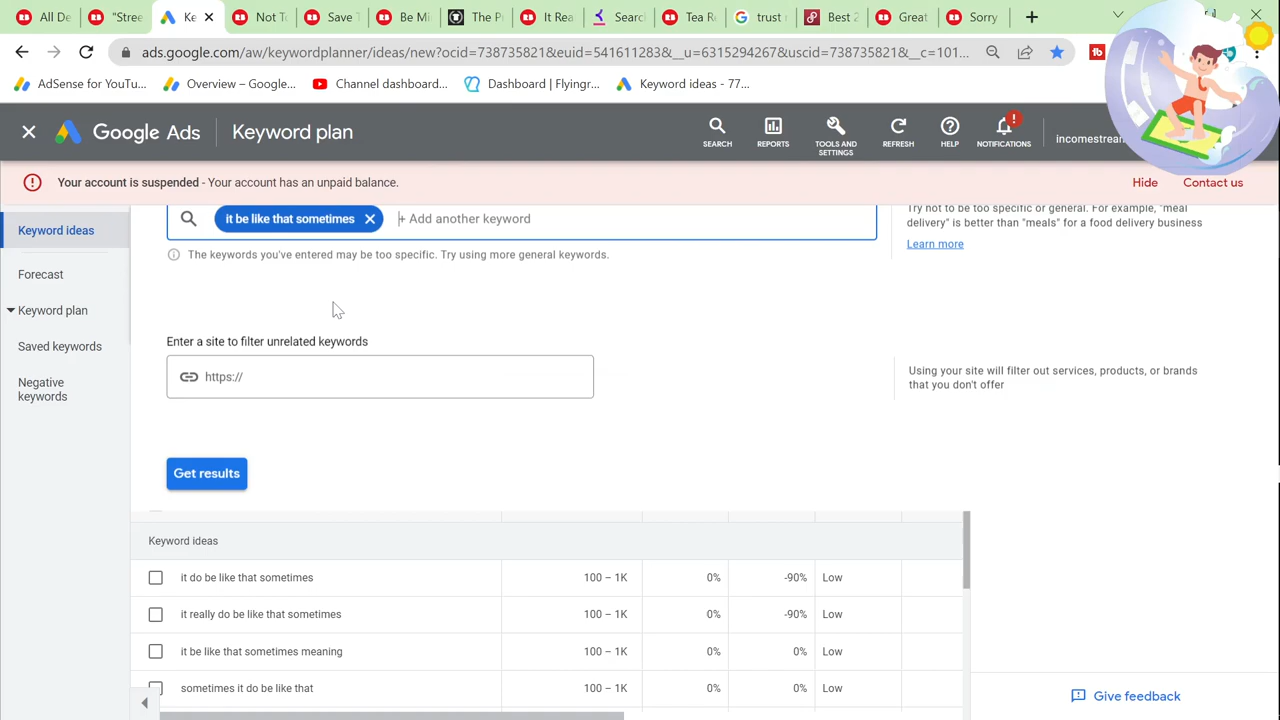 All D
"Stree
Ke
Not To
Save T
Be Mi
The P
It Rea
Searc
Tea R
trust r
Best 2
Great
Sorry
ads.google.com/aw/keywordplanner/ideas/new?ocid=738735821&euid=541611283&__u=6315294267&uscid=738735821&__c=101...
AdSense for YouTu...
Overview – Google...
Channel dashboard...
Dashboard | Flyingr...
Keyword ideas - 77...
Google Ads
Keyword plan
SEARCH
REPORTS
TOOLS AND
SETTINGS
REFRESH
HELP
NOTIFICATIONS
incomestream
Your account is suspended - Your account has an unpaid balance.
Hide
Contact us
Keyword ideas
Forecast
Keyword plan
Saved keywords
Negative
keywords
it be like that sometimes
+ Add another keyword
The keywords you've entered may be too specific. Try using more general keywords.
Try not to be too specific or general. For example, "meal
delivery" is better than "meals" for a food delivery business
Learn more
Enter a site to filter unrelated keywords
https://
Using your site will filter out services, products, or brands
that you don't offer
Get results
Keyword ideas
it do be like that sometimes 100 – 1K 0% -90% Low
it really do be like that sometimes 100 – 1K 0% -90% Low
it be like that sometimes meaning 100 – 1K 0% 0% Low
sometimes it do be like that 100 – 1K 0% 0% Low
Give feedback